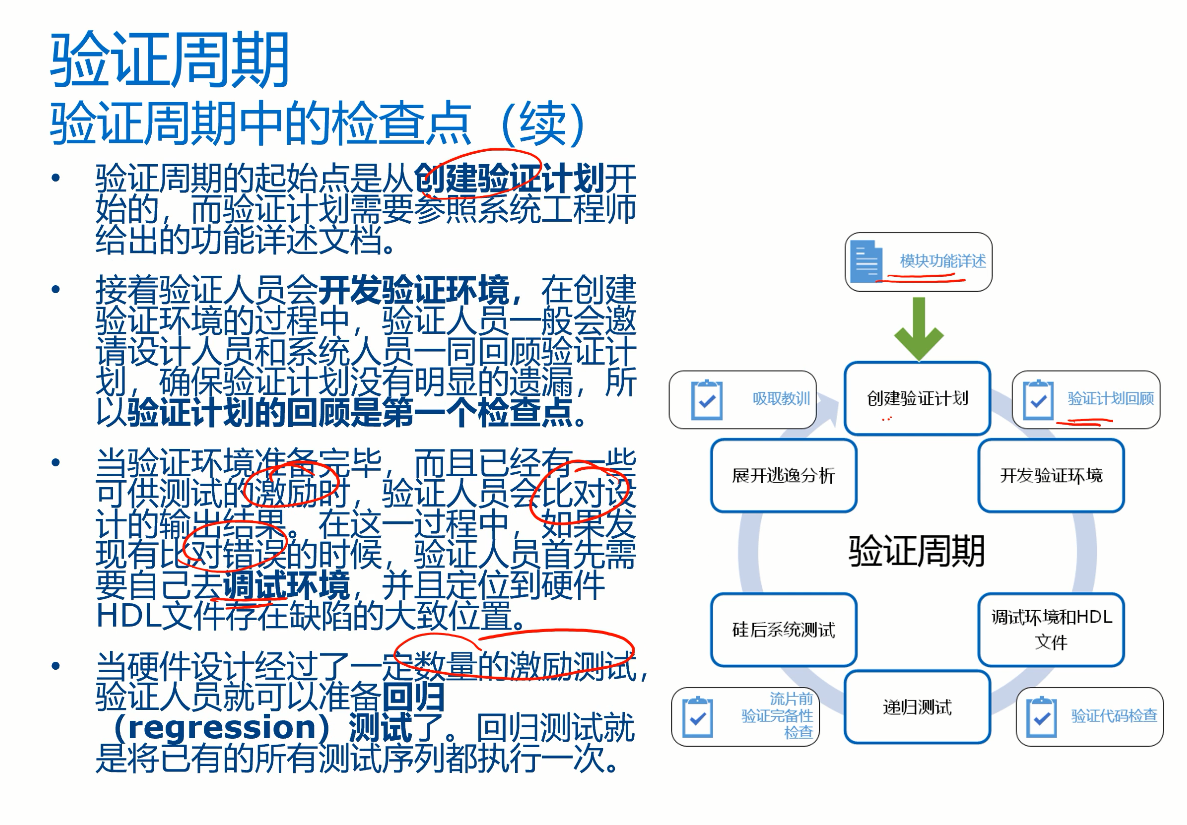 验证周期
验证周期中的检查点（续）
• 验证周期的起始点是从创建验证计划开
始的，而验证计划需要参照系统工程师
给出的功能详述文档。
• 接着验证人员会开发验证环境，在创建
验证环境的过程中，验证人员一般会邀
请设计人员和系统人员一同回顾验证计
划，确保验证计划没有明显的遗漏，所
以验证计划的回顾是第一个检查点。
• 当验证环境准备完毕，而且已经有一些
可供测试的激励时，验证人员会比对设
计的输出结果。在这一过程中，如果发
现有比对错误的时候，验证人员首先需
要自己去调试环境，并且定位到硬件
HDL文件存在缺陷的大致位置。
• 当硬件设计经过了一定数量的激励测试，
验证人员就可以准备回归
（regression）测试了。回归测试就
是将已有的所有测试序列都执行一次。
模块功能详述
吸取教训
创建验证计划
验证计划回顾
展开逃逸分析
开发验证环境
验证周期
硅后系统测试
调试环境和HDL
文件
递归测试
流片前
验证完备性
检查
验证代码检查